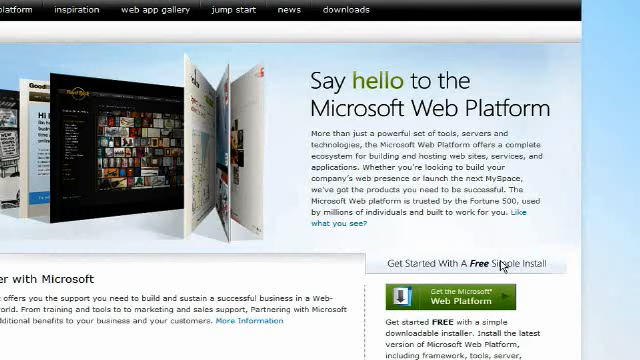 inspiration web app gallery jump start news downloads
Say hello to the
Microsoft Web Platform
More than just a powerful set of tools, servers and
technologies, the Microsoft Web Platform offers a complete
ecosystem for building and hosting web sites, services, and
applications. Whether you're looking to build your
company's web presence or launch the next MySpace,
we've got the products you need to be successful. The
Microsoft Web platform is trusted by the Fortune 500, used
by millions of individuals and built to work for you. Like
what you see?
Get Started With A Free Simple Install
Get the Microsoft®
Web Platform
Get started FREE with a simple
downloadable installer. Install the latest
version of Microsoft Web Platform,
including framework, tools, server,
er with Microsoft
offers you the support you need to build and sustain a successful business in a Web-
world. From training and tools to to marketing and sales support, Partnering with Microsoft
additional benefits to your business and your customers. More Information